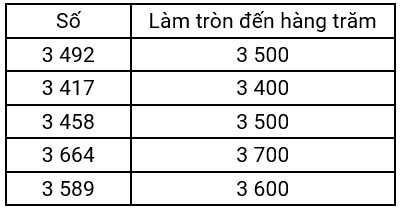 Số Làm tròn đến hàng trăm
3 492 3 500
3 417 3 400
3 458 3 500
3 664 3 700
3 589 3 600